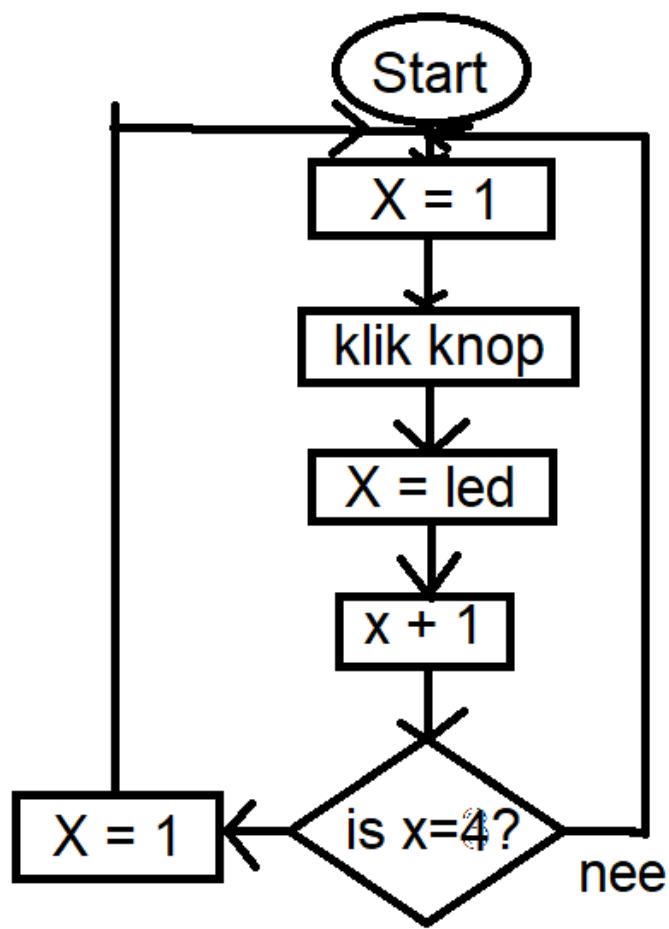 Start
X = 1
klik knop
X = led
x + 1
is x=4?
X = 1
nee